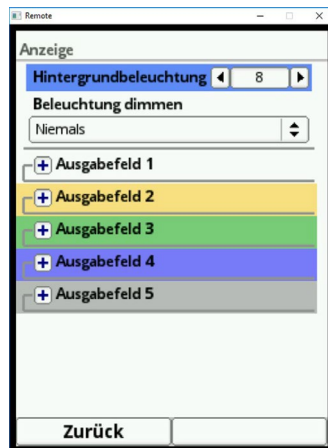 Remote
Anzeige
Hintergrundbeleuchtung 8
Beleuchtung dimmen
Niemals
Ausgabefeld 1
Ausgabefeld 2
Ausgabefeld 3
Ausgabefeld 4
Ausgabefeld 5
Zurück